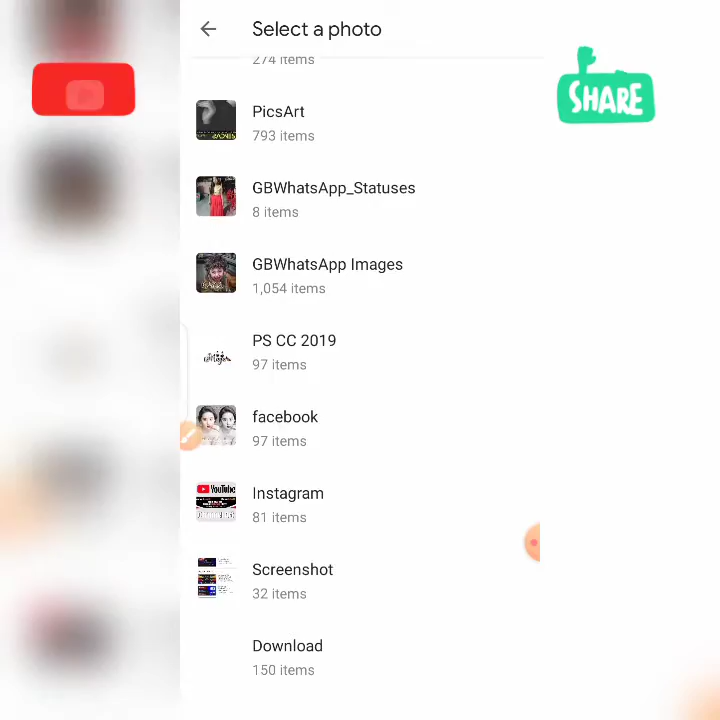 Select a photo
274 items
PicsArt
793 items
GBWhatsApp_Statuses
8 items
GBWhatsApp Images
1,054 items
PS CC 2019
97 items
facebook
97 items
YouTube
Instagram
81 items
Screenshot
32 items
Download
150 items
SHARE